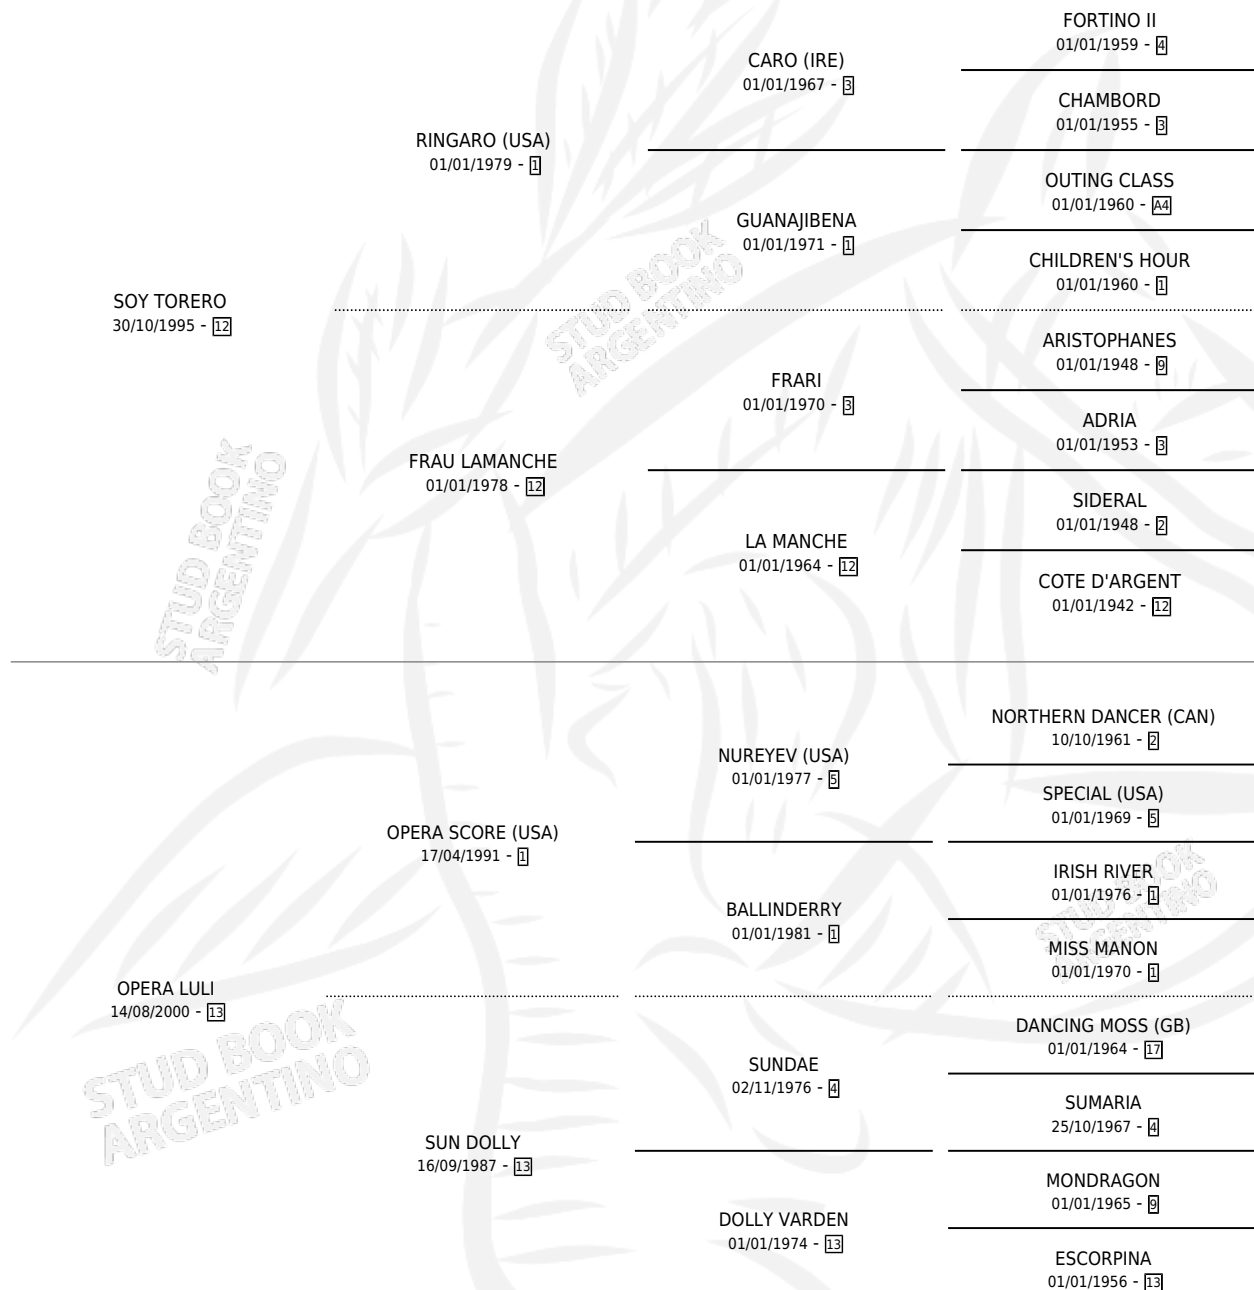 FORTINO II
01/01/1959 - 4
CARO (IRE)
01/01/1967 - 3
CHAMBORD
01/01/1955 - 3
RINGARO (USA)
01/01/1979 - 1
OUTING CLASS
01/01/1960 - A4
GUANAJIBENA
01/01/1971 - 1
CHILDREN'S HOUR
01/01/1960 - 1
SOY TORERO
30/10/1995 - 12
ARISTOPHANES
01/01/1948 - 9
FRARI
01/01/1970 - 3
ADRIA
01/01/1953 - 3
FRAU LAMANCHE
01/01/1978 - 12
SIDERAL
01/01/1948 - 2
LA MANCHE
01/01/1964 - 12
COTE D'ARGENT
01/01/1942 - 12
NORTHERN DANCER (CAN)
10/10/1961 - 2
NUREYEV (USA)
01/01/1977 - 5
SPECIAL (USA)
01/01/1969 - 5
OPERA SCORE (USA)
17/04/1991 - 1
IRISH RIVER
01/01/1976 - 1
BALLINDERRY
01/01/1981 - 1
MISS MANON
01/01/1970 - 1
OPERA LULI
14/08/2000 - 13
DANCING MOSS (GB)
01/01/1964 - 17
SUNDAE
02/11/1976 - 4
SUMARIA
25/10/1967 - 4
SUN DOLLY
16/09/1987 - 13
MONDRAGON
01/01/1965 - 9
DOLLY VARDEN
01/01/1974 - 13
ESCORPINA
01/01/1956 - 13
STUD BOOK
ARGENTINO
STUD BOOK
ARGENTINO
STUD BOOK
ARGENTINO
STUD BOOK
ARGENTINO